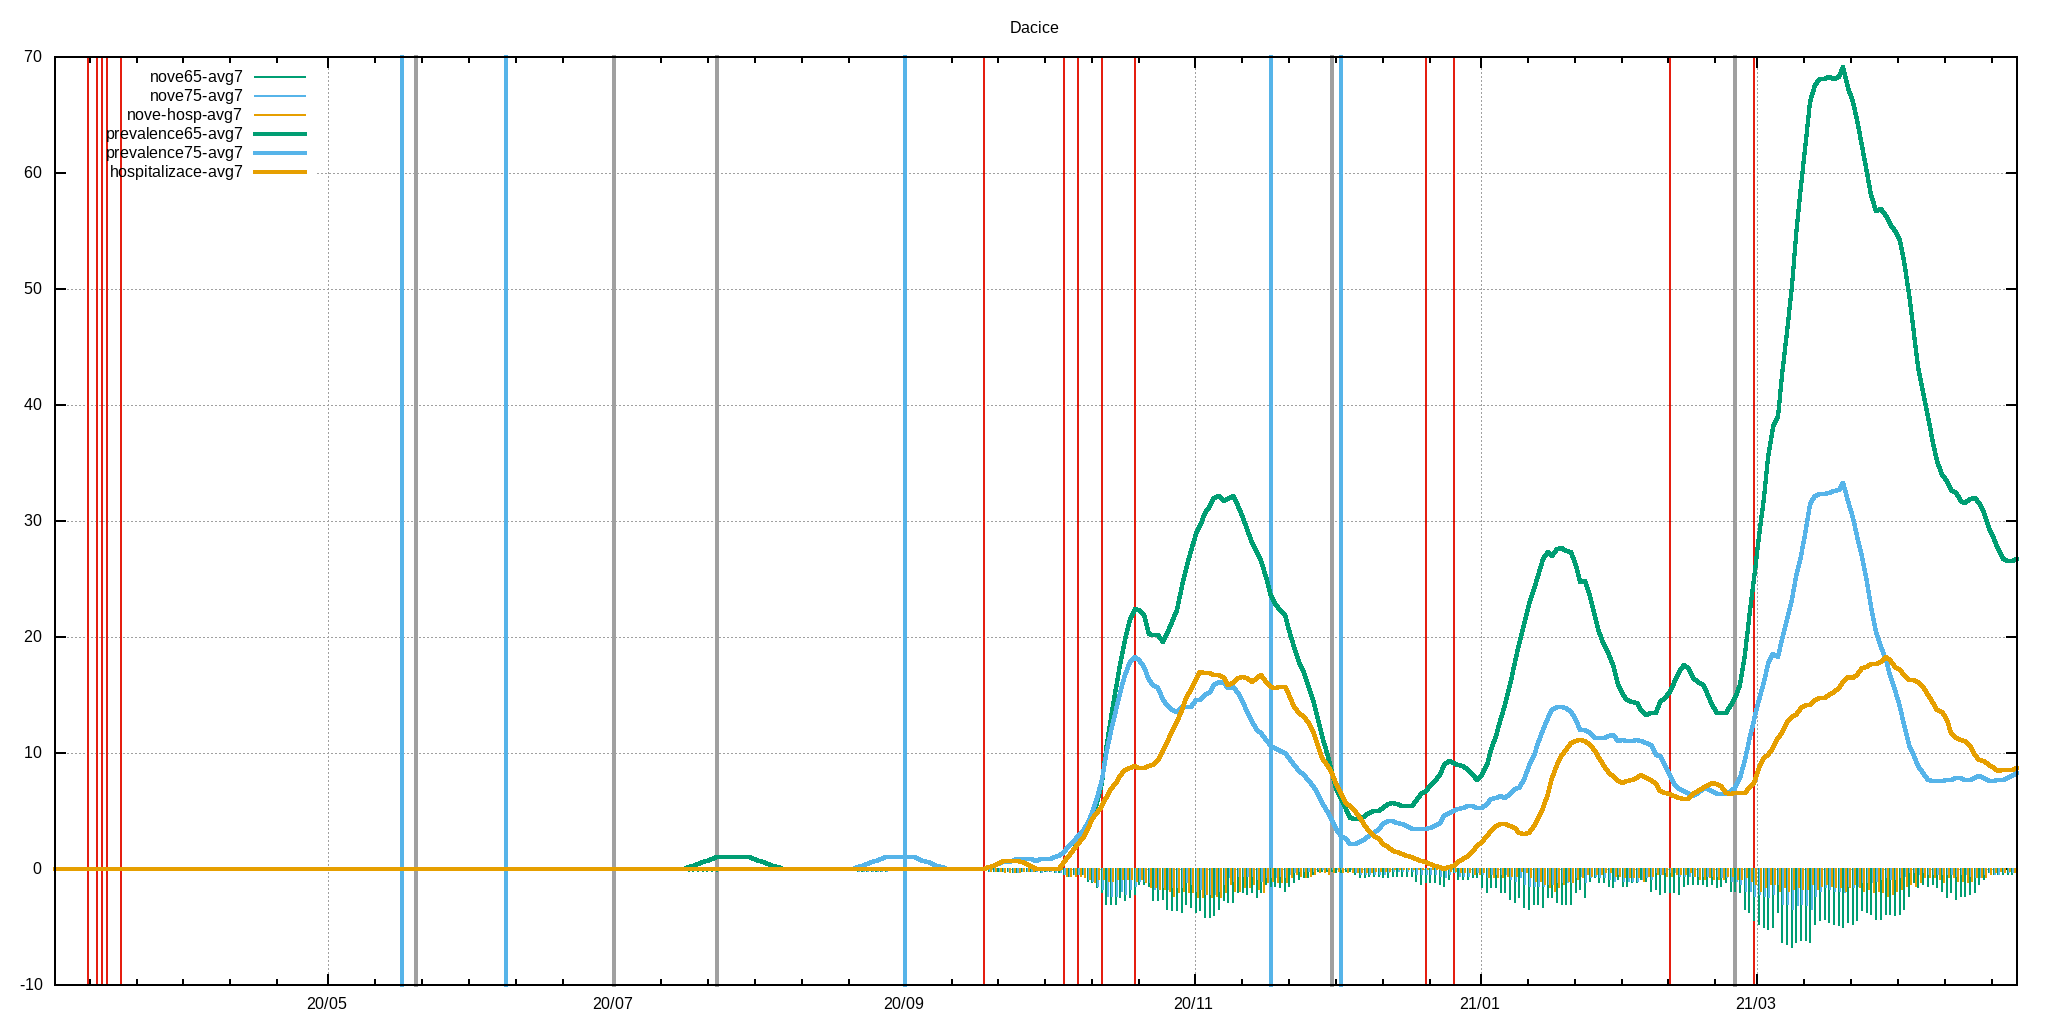 Dacice
nove65-avg7
nove75-avg7
nove-hosp-avg7
prevalence65-avg7
prevalence75-avg7
hospitalizace-avg7
70
60
50
40
30
20
10
0
-10
20/05 20/07 20/09 20/11 21/01 21/03